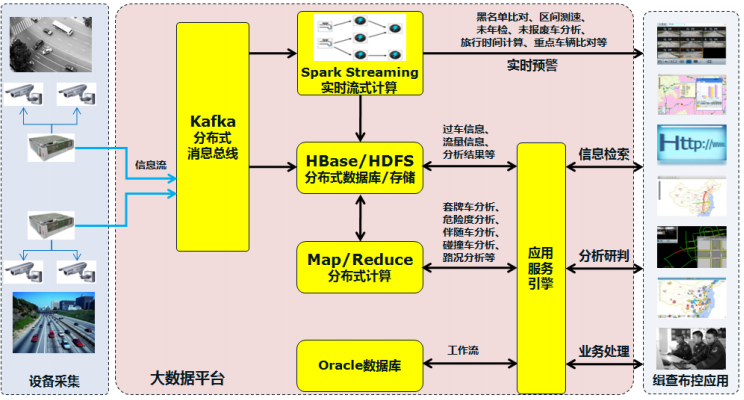 黑名单比对、区间测速、
未年检、未报废车分析、
旅行时间计算、重点车辆比对等
实时预警
Spark Streaming
实时流式计算
Kafka
分布式
消息总线
信息流
HBase/HDFS
分布式数据库/存储
过车信息、
流量信息、
分析结果等
信息检索
Http://ww
套牌车分析、
危险度分析、
伴随车分析、
碰撞车分析、
路况分析等
Map/Reduce
分布式计算
应用
服务
引擎
分析研判
Oracle数据库
工作流
业务处理
设备采集
大数据平台
缉查布控应用